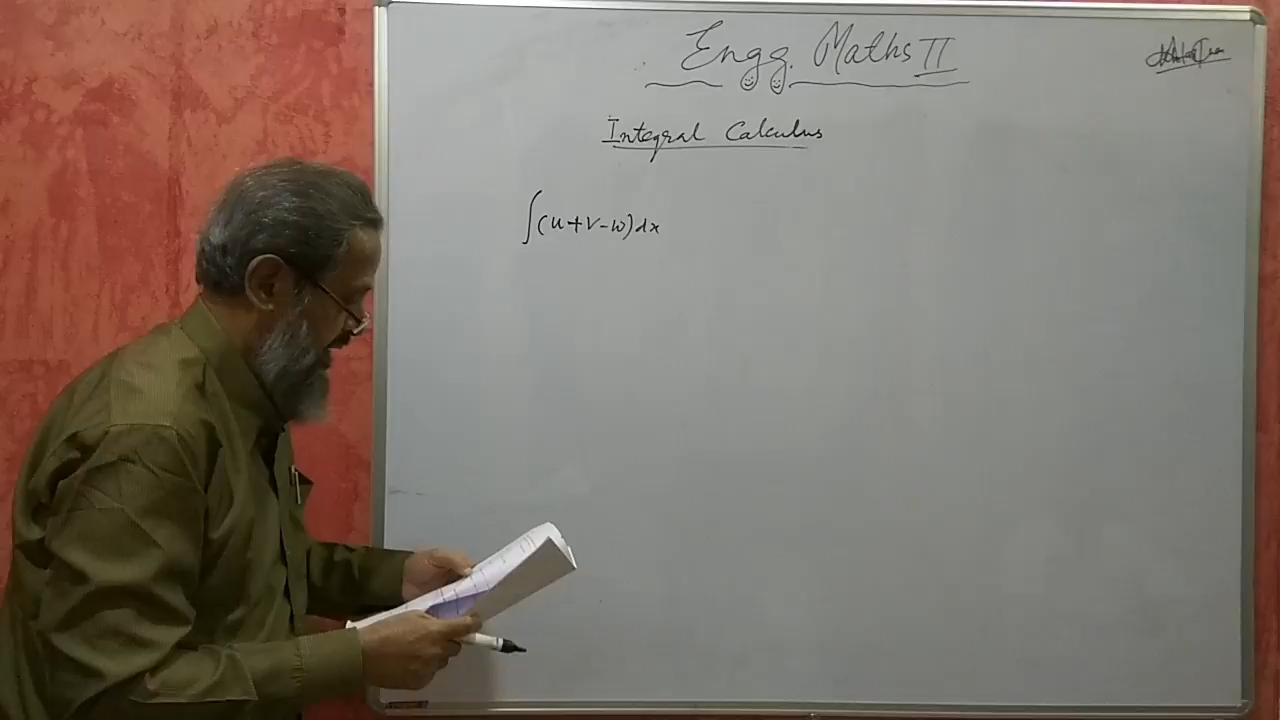 Engg. Maths II
Integral Calculus
∫(u+v-w)dx